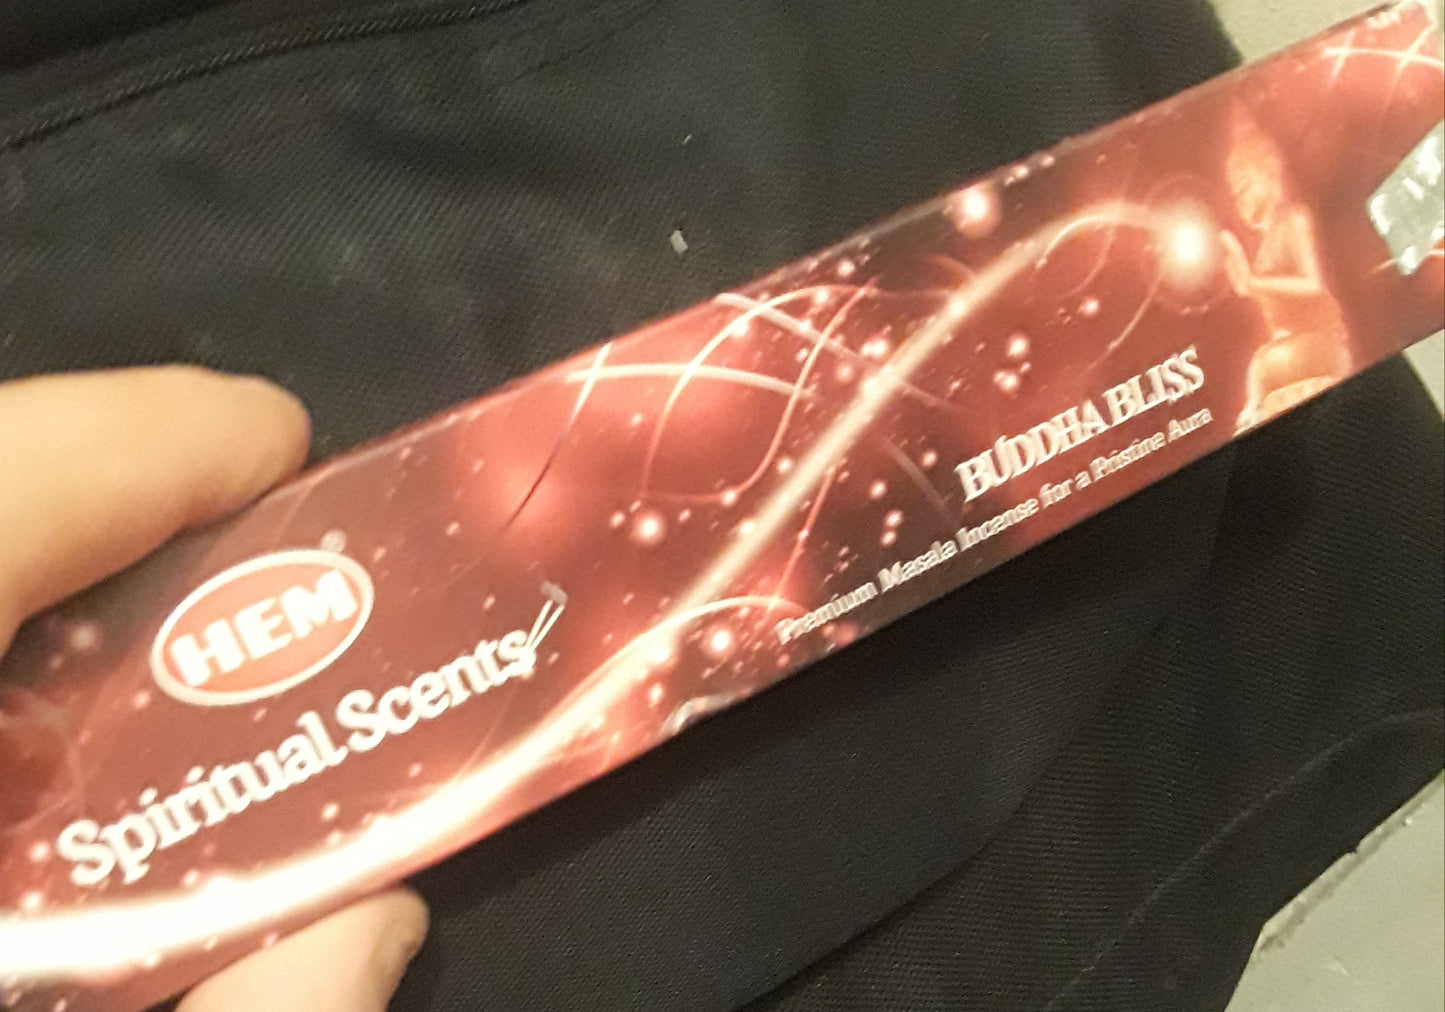 HEM®
Spiritual Scents
BUDDHA BLISS
Premium Masala Incense for a Pristine Aura